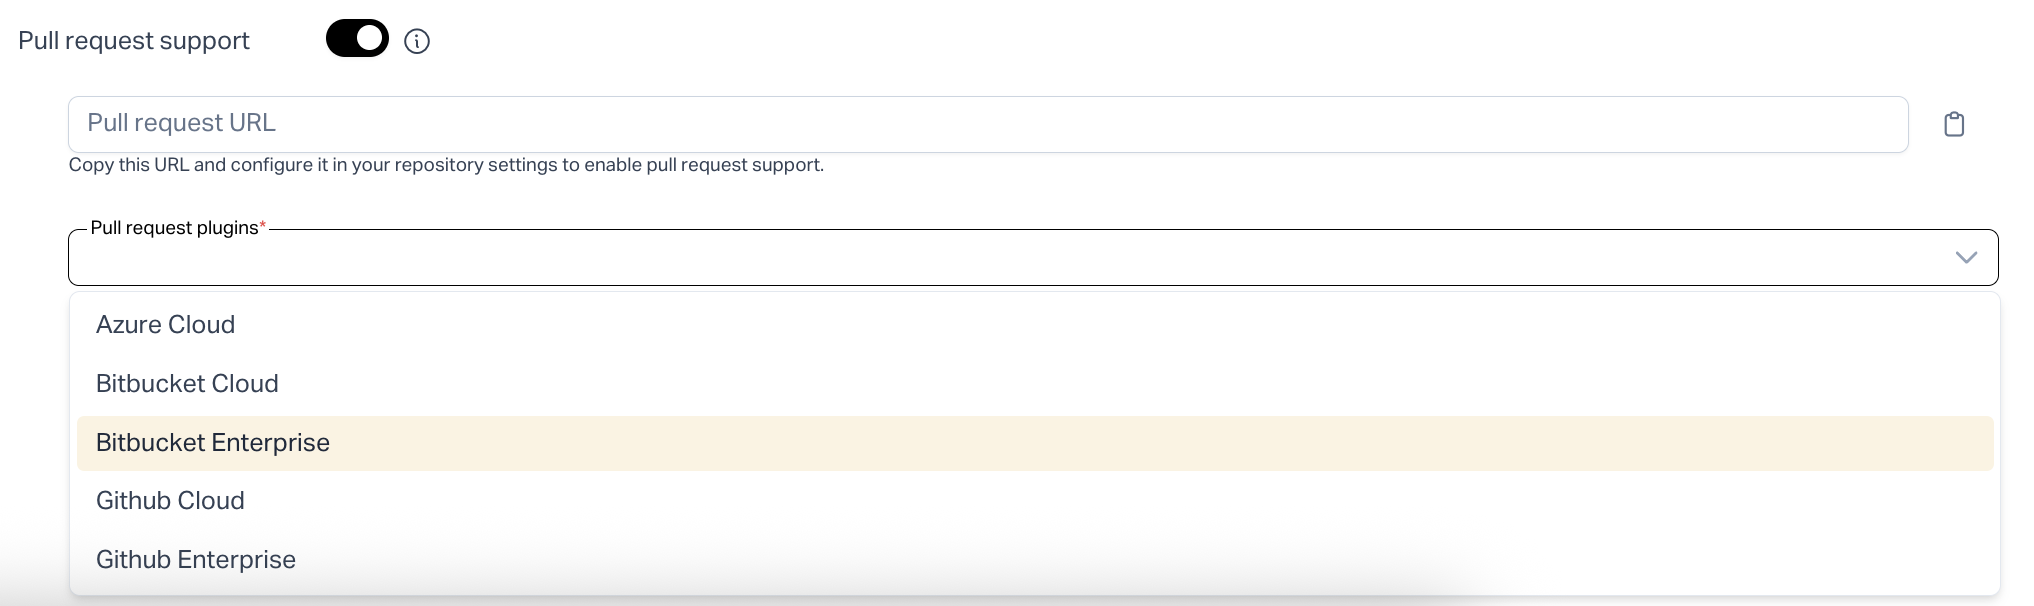 Pull request support
Pull request URL
Copy this URL and configure it in your repository settings to enable pull request support.
Pull request plugins*
Azure Cloud
Bitbucket Cloud
Bitbucket Enterprise
Github Cloud
Github Enterprise